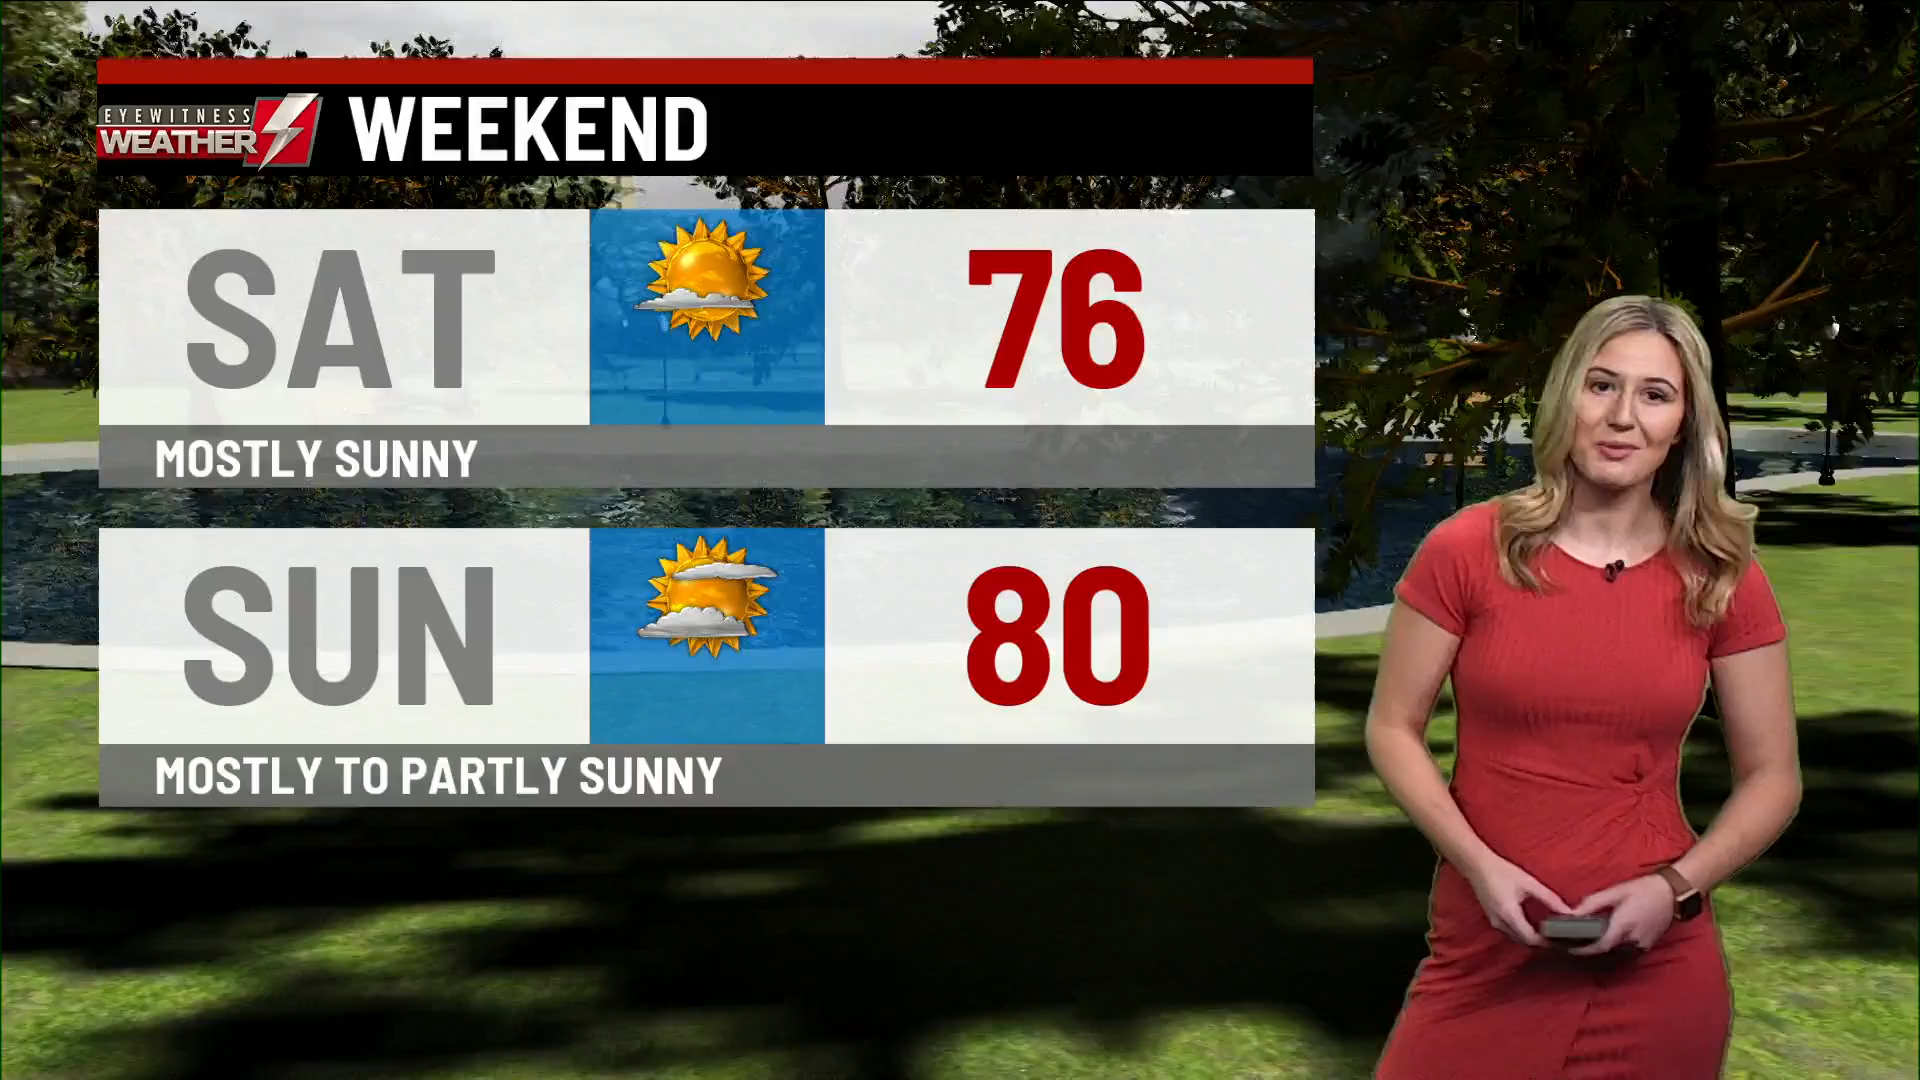 EYEWITNESS
WEATHER
WEEKEND
SAT
76
MOSTLY SUNNY
SUN
80
MOSTLY TO PARTLY SUNNY